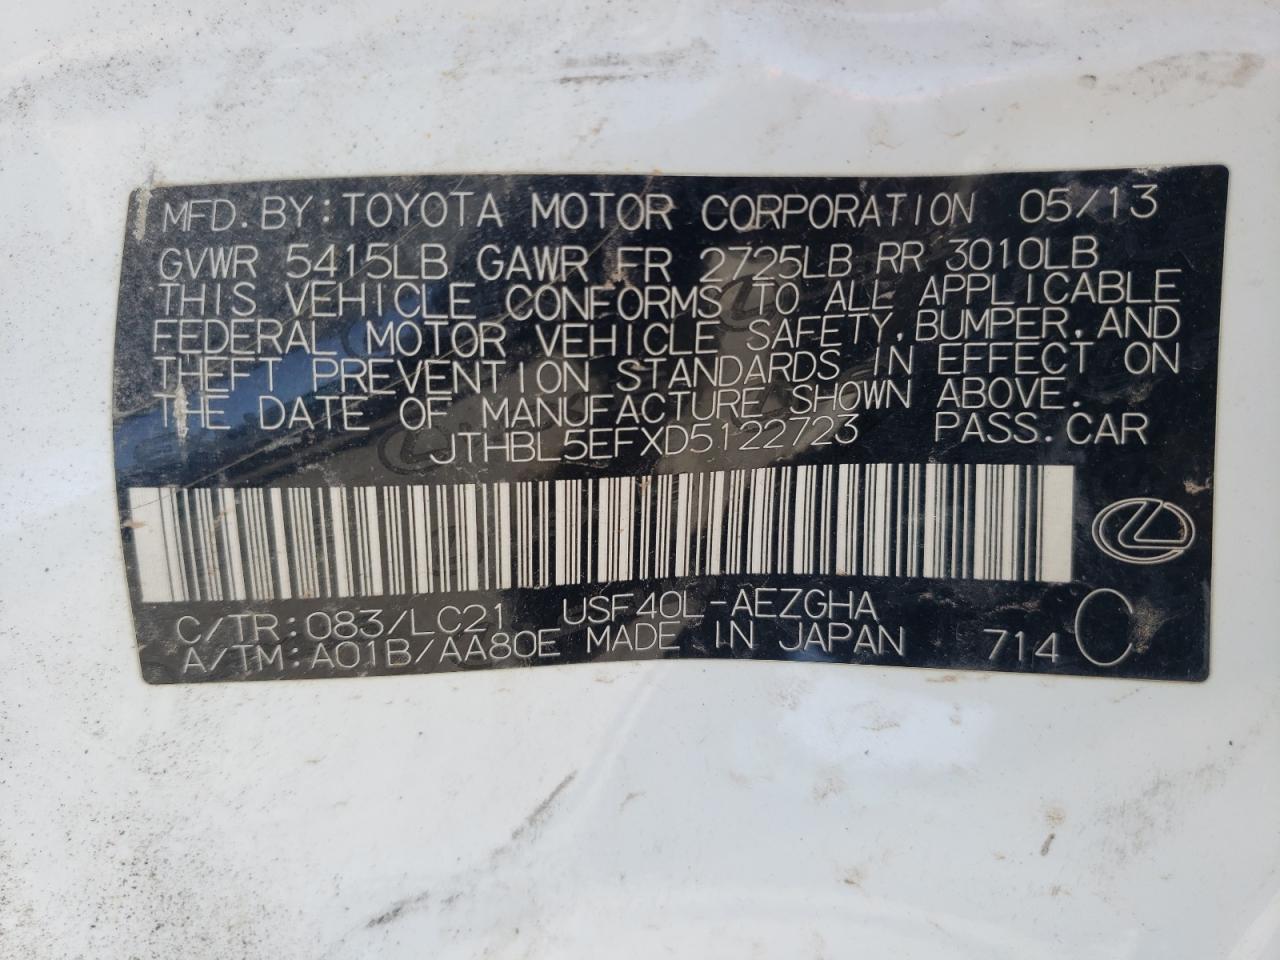 MFD. BY: TOYOTA MOTOR CORPORATION 05/13
GVWR 5415LB GAWR FR 2725LB RR 3010LB
THIS VEHICLE CONFORMS TO ALL APPLICABLE
FEDERAL MOTOR VEHICLE SAFETY, BUMPER, AND
THEFT PREVENTION STANDARDS IN EFFECT ON
THE DATE OF MANUFACTURE SHOWN ABOVE.
JTHBL5EFXD5122723 PASS. CAR
C/TR: 083/LC21 USF40L-AEZGHA
A/TM: A01B/AA80E MADE IN JAPAN 714 C